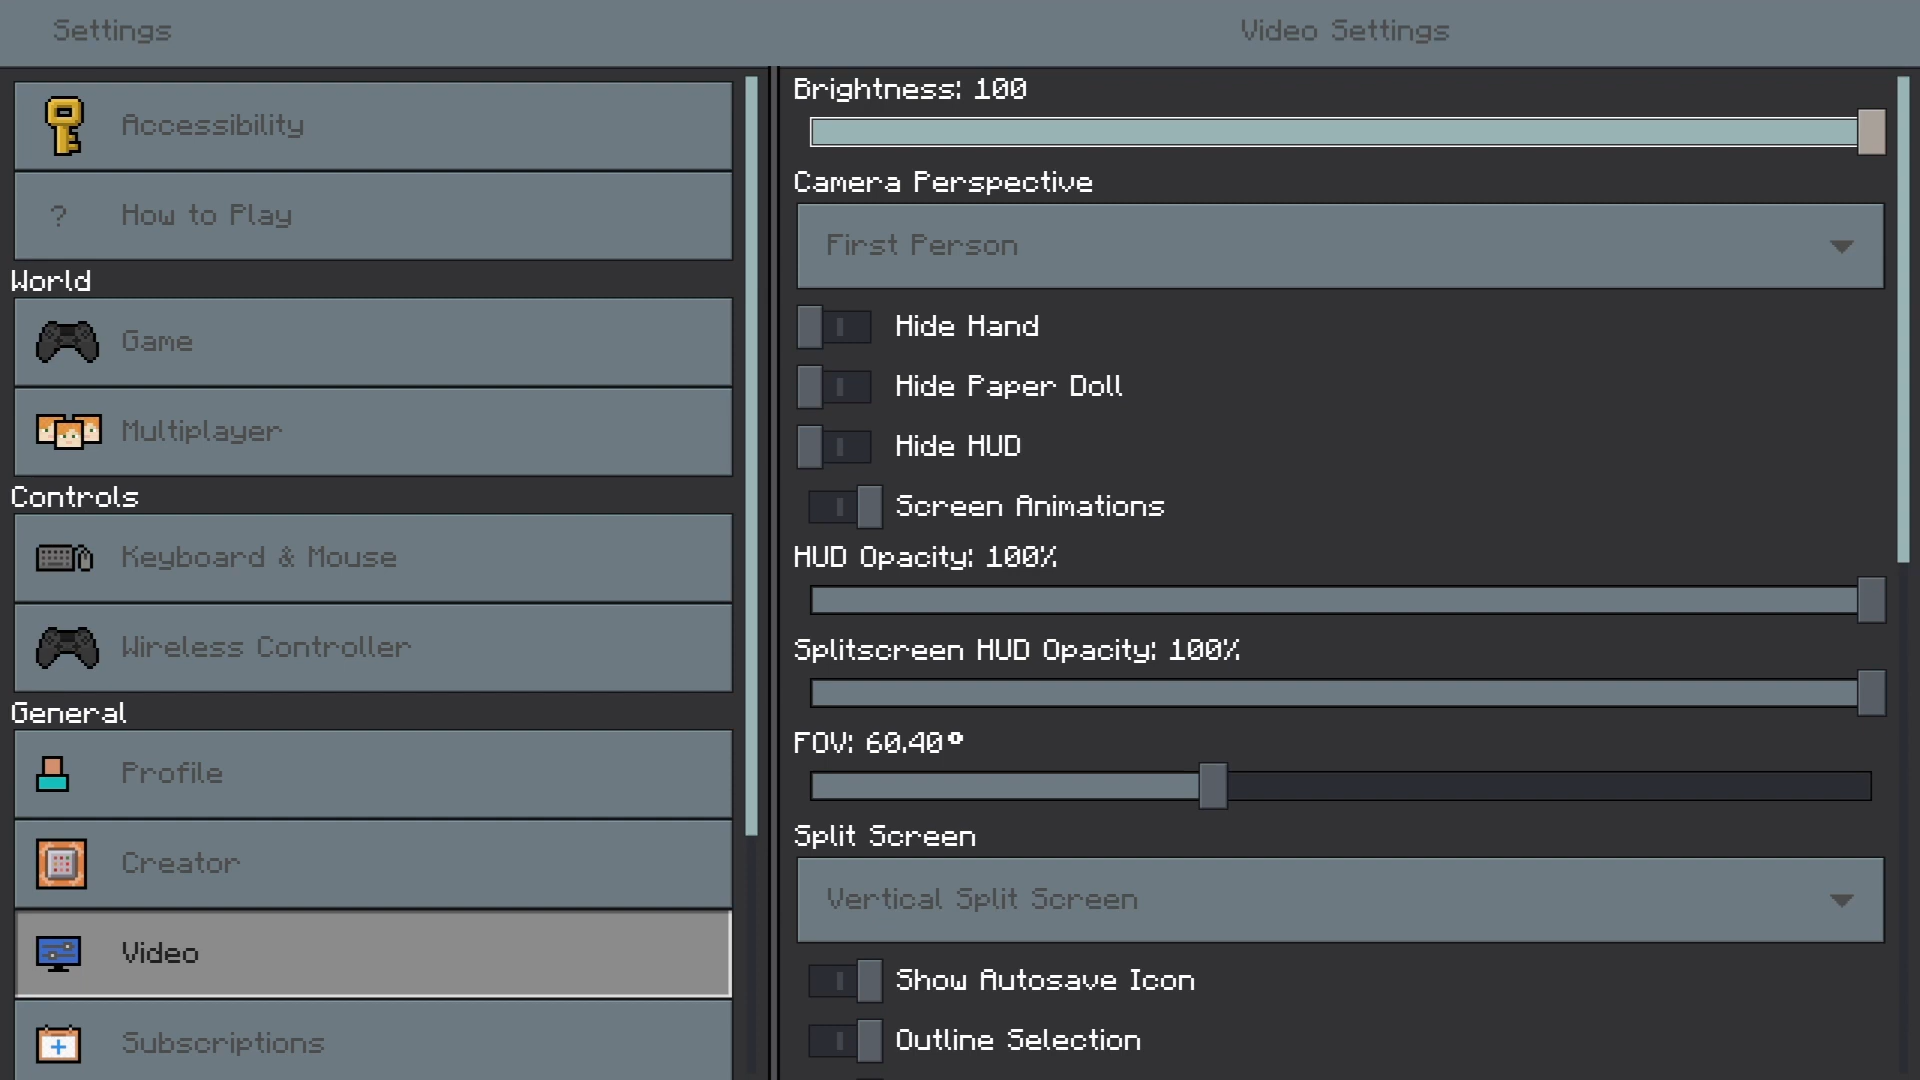 Settings
Video Settings
Accessibility
? How to Play
World
Game
Multiplayer
Controls
Keyboard & Mouse
Wireless Controller
General
Profile
Creator
Video
Subscriptions
Brightness: 100
Camera Perspective
First Person
Hide Hand
Hide Paper Doll
Hide HUD
Screen Animations
HUD Opacity: 100%
Splitscreen HUD Opacity: 100%
FOV: 60.40°
Split Screen
Vertical Split Screen
Show Autosave Icon
Outline Selection